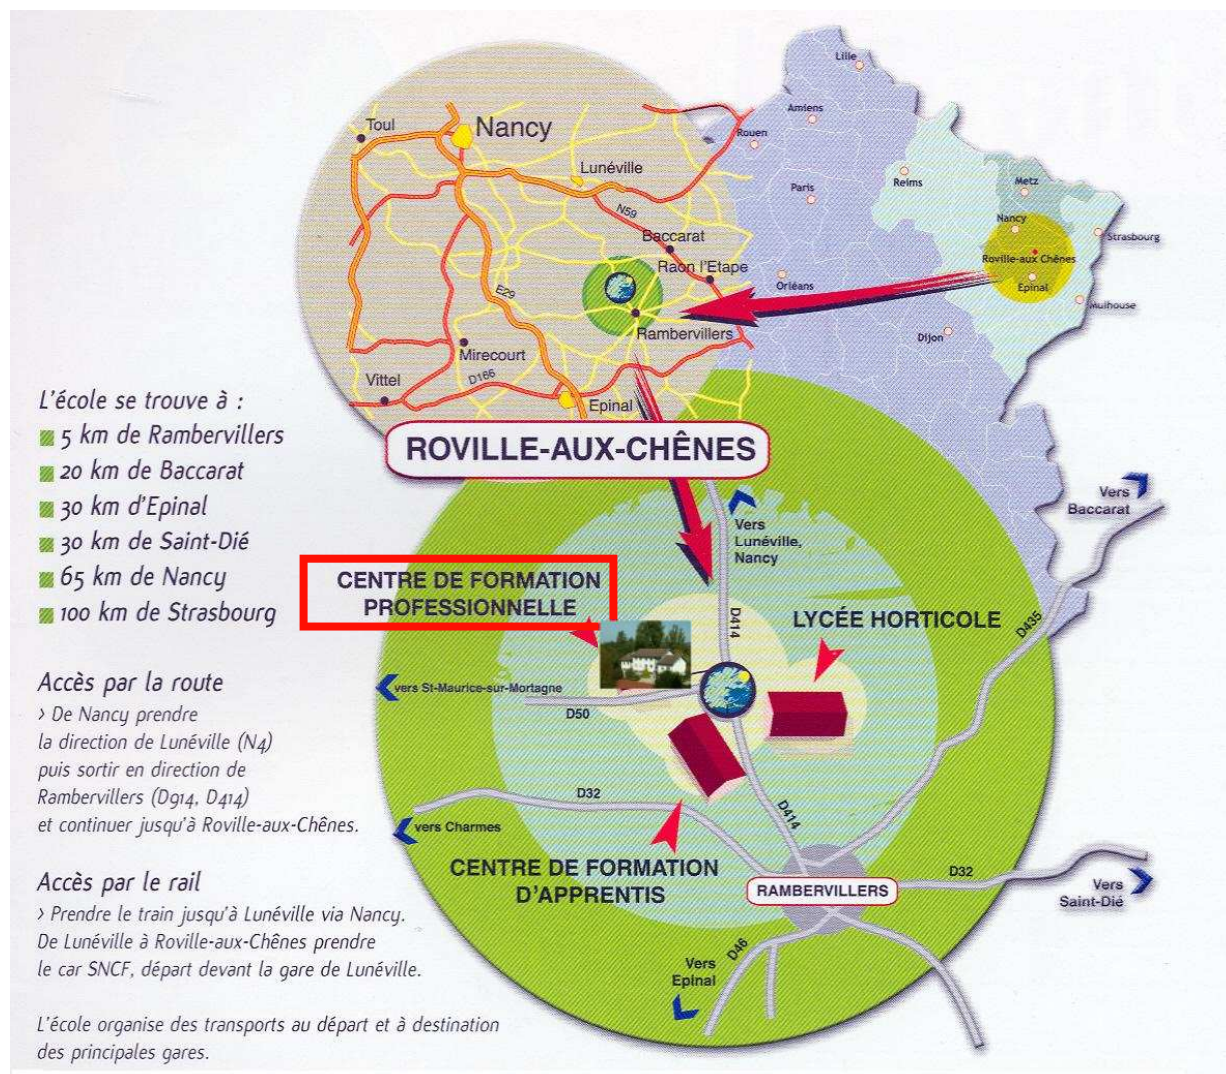 Lille
Amiens
Rouen
Paris
Reims
Metz
Nancy
Strasbourg
Roville-aux Chênes
Epinal
Mulhouse
Orléans
Dijon
Toul
Nancy
Lunéville
N59
Baccarat
Raon l'Etape
E29
Rambervillers
Mirecourt
D166
Vittel
Epinal
ROVILLE-AUX-CHÊNES
L'école se trouve à :
5 km de Rambervillers
20 km de Baccarat
30 km d'Epinal
30 km de Saint-Dié
65 km de Nancy
100 km de Strasbourg
Accès par la route
> De Nancy prendre
la direction de Lunéville (N4)
puis sortir en direction de
Rambervillers (D914, D414)
et continuer jusqu'à Roville-aux-Chênes.
Accès par le rail
> Prendre le train jusqu'à Lunéville via Nancy.
De Lunéville à Roville-aux-Chênes prendre
le car SNCF, départ devant la gare de Lunéville.
L'école organise des transports au départ et à destination
des principales gares.
Vers
Baccarat
Vers
Lunéville,
Nancy
CENTRE DE FORMATION
PROFESSIONNELLE
D414
LYCÉE HORTICOLE
D435
vers St-Maurice-sur-Mortagne
D50
D32
D414
vers Charmes
CENTRE DE FORMATION
D'APPRENTIS
RAMBERVILLERS
D32
Vers
Saint-Dié
D46
Vers
Epinal